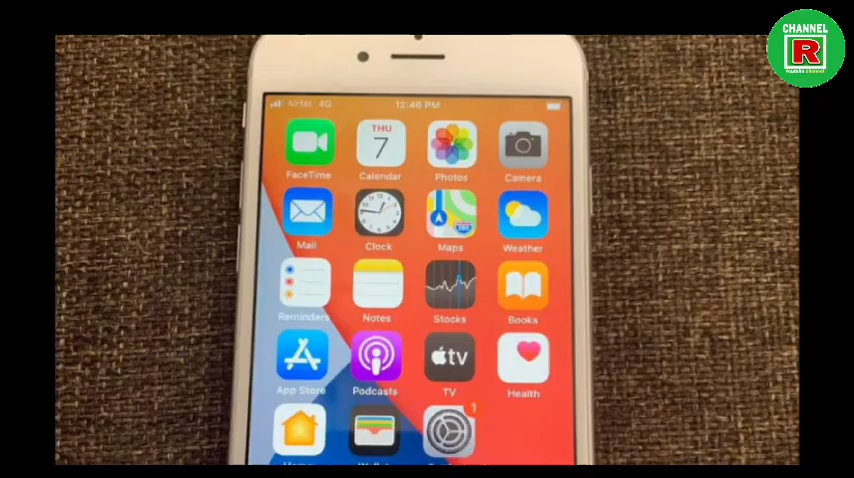 CHANNEL
R
Airtel 4G 12:46 PM
THU
7
FaceTime Calendar Photos Camera
Mail Clock Maps Weather
Reminders Notes Stocks Books
tv
App Store Podcasts TV Health
1